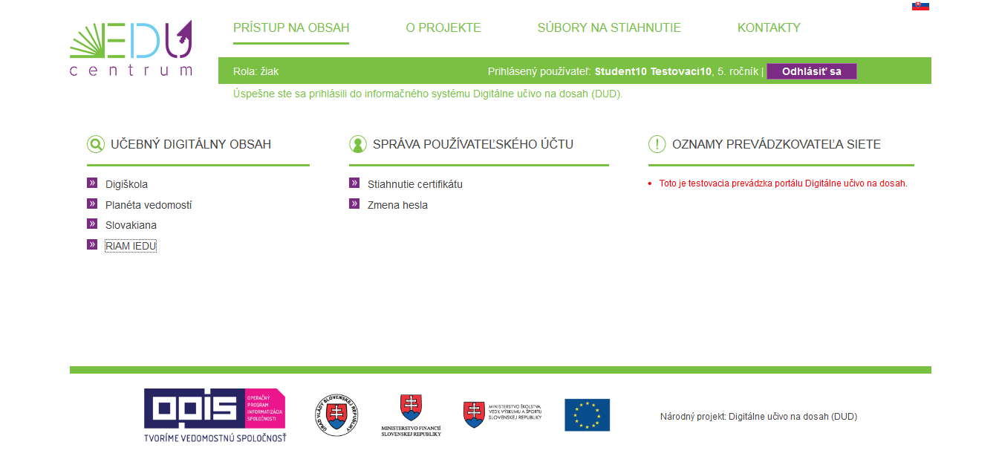 EDU
centrum
PRÍSTUP NA OBSAH
O PROJEKTE
SÚBORY NA STIAHNUTIE
KONTAKTY
Rola: žiak
Prihlásený používateľ: Student10 Testovaci10, 5. ročník |
Odhlásiť sa
Úspešne ste sa prihlásili do informačného systému Digitálne učivo na dosah (DUD).
UČEBNÝ DIGITÁLNY OBSAH
Digiškola
Planéta vedomostí
Slovakiana
RIAM IEDU
SPRÁVA POUŽÍVATEĽSKÉHO ÚČTU
Stiahnutie certifikátu
Zmena hesla
OZNAMY PREVÁDZKOVATEĽA SIETE
Toto je testovacia prevádzka portálu Digitálne učivo na dosah.
opis
OPERAČNÝ
PROGRAM
INFORMATIZÁCIA
SPOLOČNOSTI
TVORÍME VEDOMOSTNÚ SPOLOČNOSŤ
ÚRAD VLÁDY SLOVENSKEJ REPUBLIKY
MINISTERSTVO FINANCIÍ
SLOVENSKEJ REPUBLIKY
MINISTERSTVO ŠKOLSTVA,
VEDY, VÝSKUMU A ŠPORTU
SLOVENSKEJ REPUBLIKY
Národný projekt: Digitálne učivo na dosah (DUD)